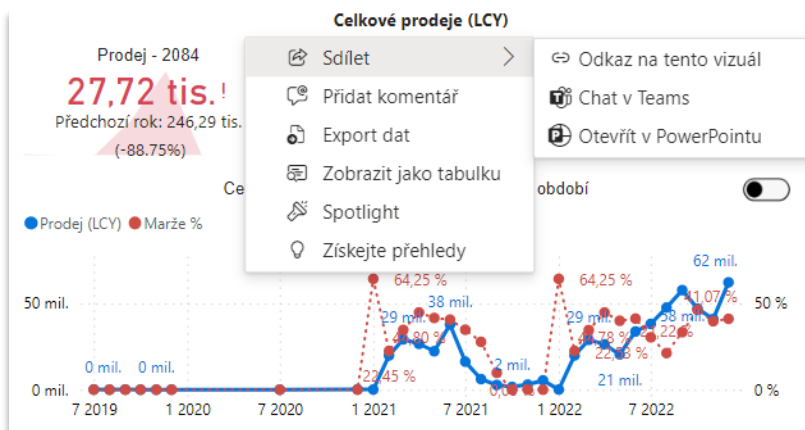 Celkové prodeje (LCY)
Prodej - 2084
27,72 tis. !
Předchozí rok: 246,29 tis.
(-88.75%)
Sdílet
Přidat komentář
Export dat
Zobrazit jako tabulku
Spotlight
Získejte přehledy
Odkaz na tento vizuál
Chat v Teams
Otevřít v PowerPointu
Ce
období
Prodej (LCY) Marže %
62 mil.
64,25 %
64,25 %
41,07 %
50 mil.
50 %
38 mil.
29 mil.
29 mil.
38 mil.
0 mil.
0 mil.
2 mil.
22,45 %
21 mil.
0 mil.
0 %
7 2019
1 2020
7 2020
1 2021
7 2021
1 2022
7 2022